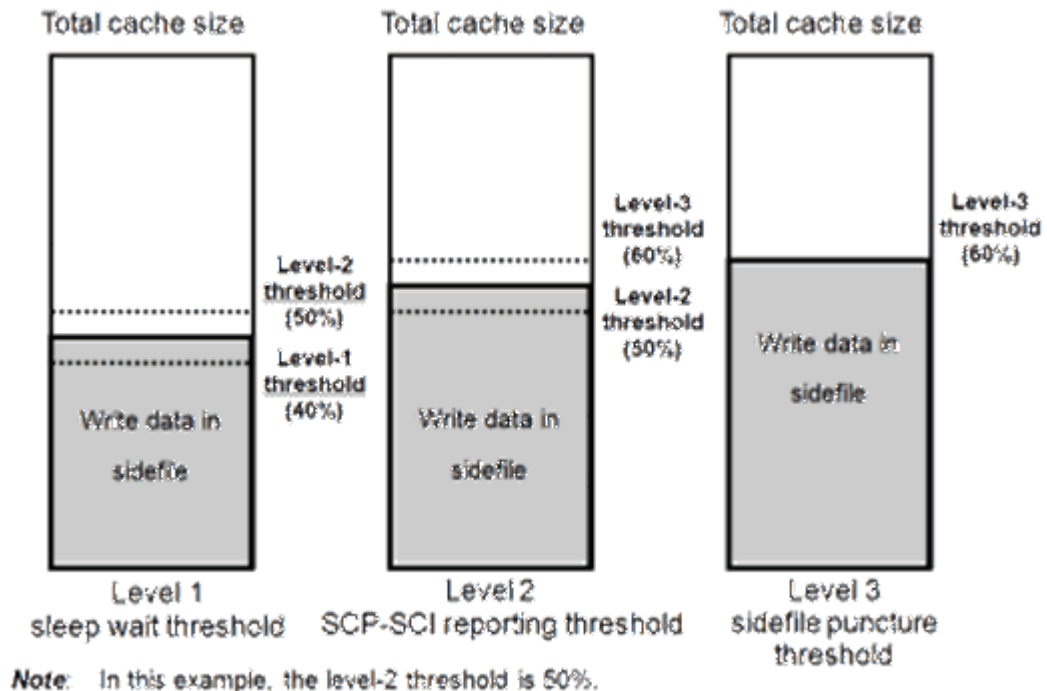 Total cache size
Total cache size
Total cache size
Level-2
threshold
(50%)
Level-1
threshold
(40%)
Write data in
sidefile
Level 1
sleep wait threshold
Level-3
threshold
(60%)
Level-2
threshold
(50%)
Write data in
sidefile
Level 2
SCP-SCI reporting threshold
Level-3
threshold
(60%)
Write data in
sidefile
Level 3
sidefile puncture
threshold
Note: In this example, the level-2 threshold is 50%.